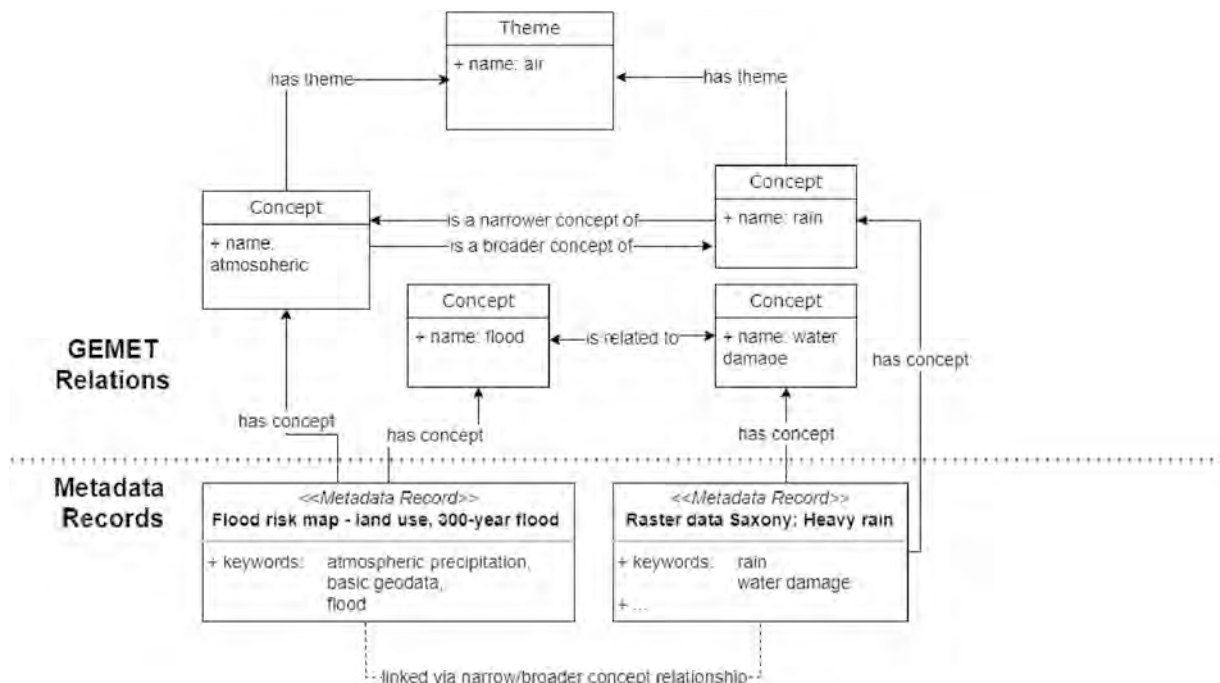 Theme
+ name: air
has theme
has theme
Concept
+ name: rain
Concept
+ name:
atmospheric
is a narrower concept of
is a broader concept of
Concept
+ name: flood
is related to
Concept
+ name: water
damage
GEMET
Relations
has concept
has concept
has concept
has concept
Metadata
Records
<<Metadata Record>>
Flood risk map - land use, 300-year flood
+ keywords: atmospheric precipitation,
basic geodata,
flood
<<Metadata Record>>
Raster data Saxony: Heavy rain
+ keywords: rain
water damage
+ ...
linked via narrow/broader concept relationship